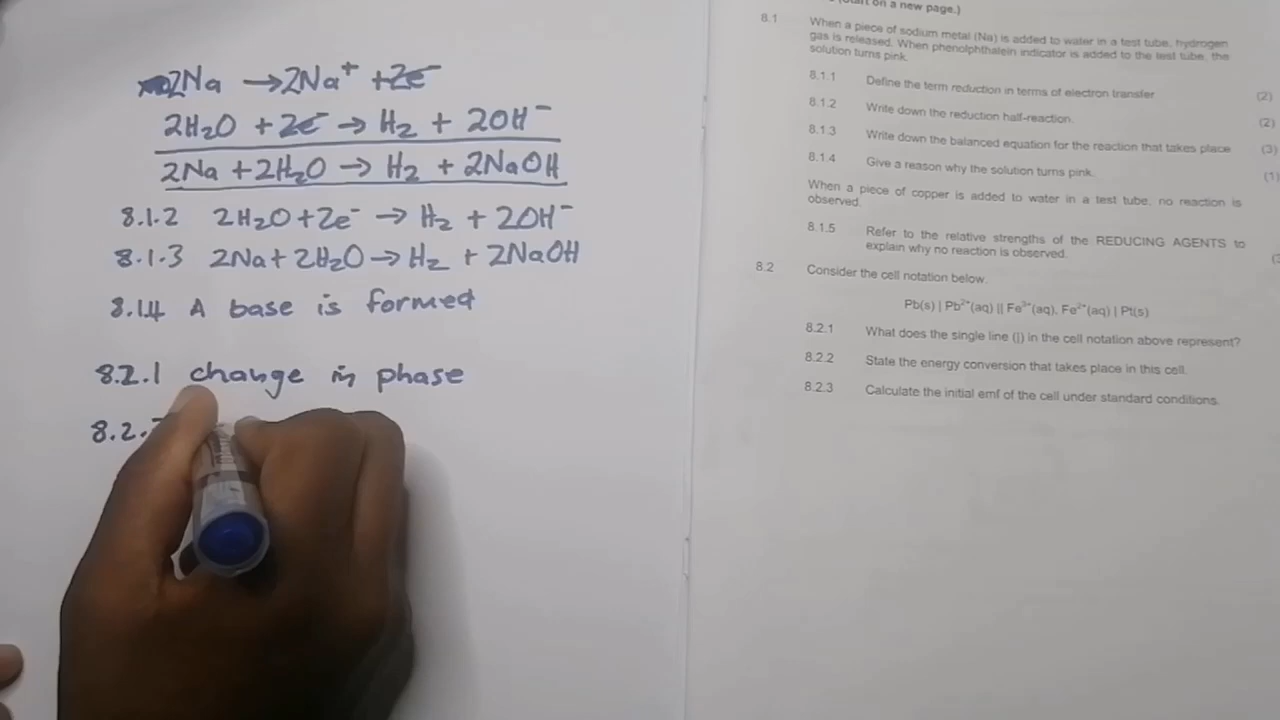 2Na → 2Na⁺ + 2e⁻
2H₂O + 2e⁻ → H₂ + 2OH⁻
2Na + 2H₂O → H₂ + 2NaOH
8.1.2 2H₂O + 2e⁻ → H₂ + 2OH⁻
8.1.3 2Na + 2H₂O → H₂ + 2NaOH
8.1.4 A base is formed
8.2.1 change in phase
8.2.
on a new page.)
8.1 When a piece of sodium metal (Na) is added to water in a test tube, hydrogen
gas is released. When phenolphthalein indicator is added to the test tube, the
solution turns pink.
8.1.1 Define the term reduction in terms of electron transfer (2)
8.1.2 Write down the reduction half-reaction. (2)
8.1.3 Write down the balanced equation for the reaction that takes place (3)
8.1.4 Give a reason why the solution turns pink. (1)
When a piece of copper is added to water in a test tube, no reaction is
observed.
8.1.5 Refer to the relative strengths of the REDUCING AGENTS to
explain why no reaction is observed.
8.2 Consider the cell notation below.
Pb(s) | Pb²⁺(aq) || Fe³⁺(aq), Fe²⁺(aq) | Pt(s)
8.2.1 What does the single line (|) in the cell notation above represent?
8.2.2 State the energy conversion that takes place in this cell.
8.2.3 Calculate the initial emf of the cell under standard conditions.